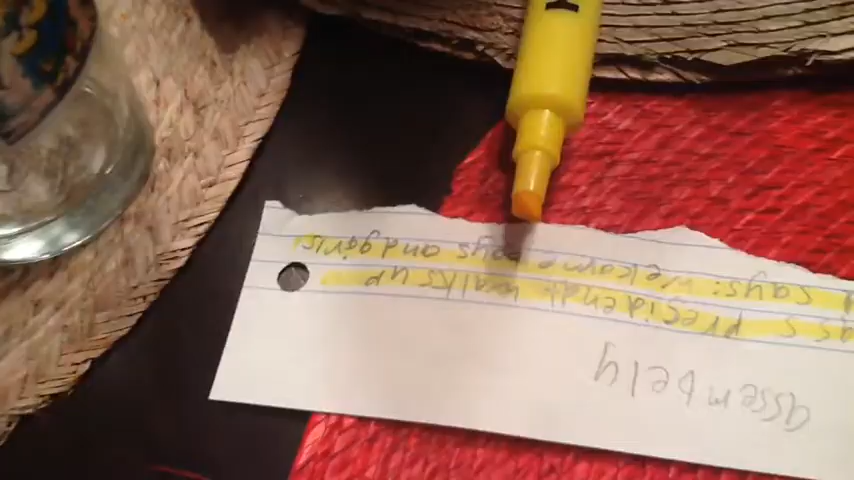 assembely
president walks up
says: welcome boys and girls